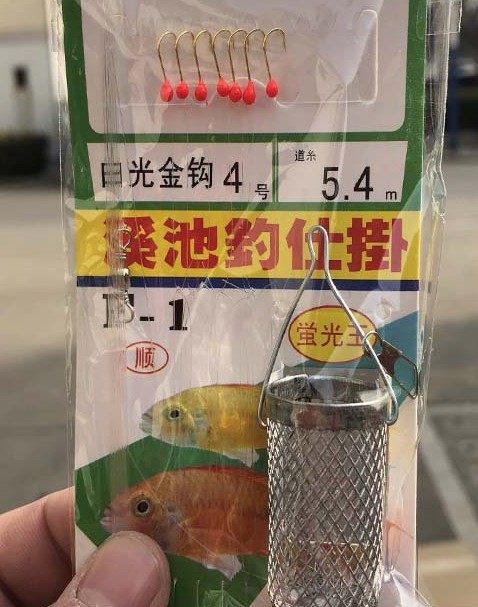 白光金钩 4 号
道糸 5.4 m
溪池釣仕掛
B-1
蛍光玉
顺